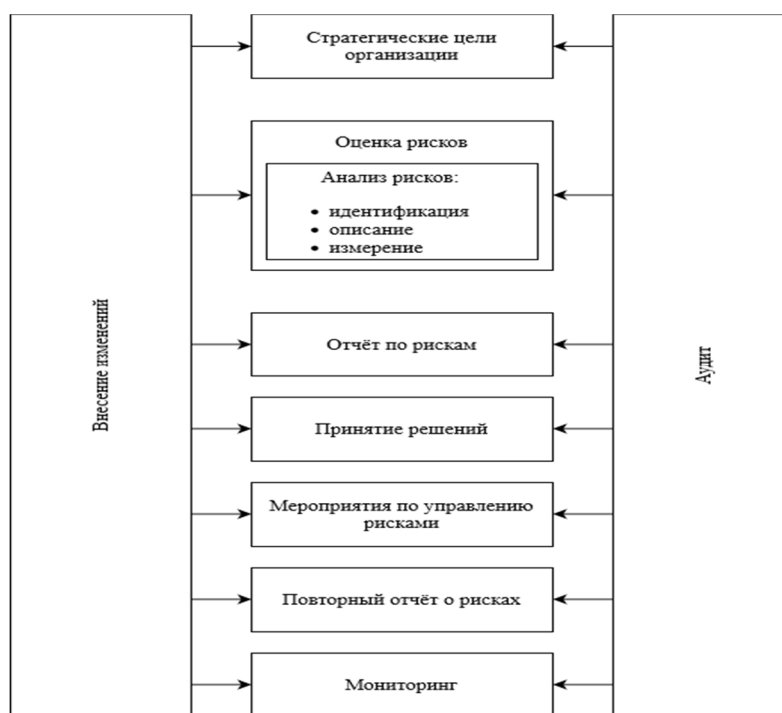 Стратегические цели
организации
Оценка рисков
Анализ рисков:
• идентификация
• описание
• измерение
Внесение изменений
Аудит
Отчёт по рискам
Принятие решений
Мероприятия по управлению
рисками
Повторный отчёт о рисках
Мониторинг